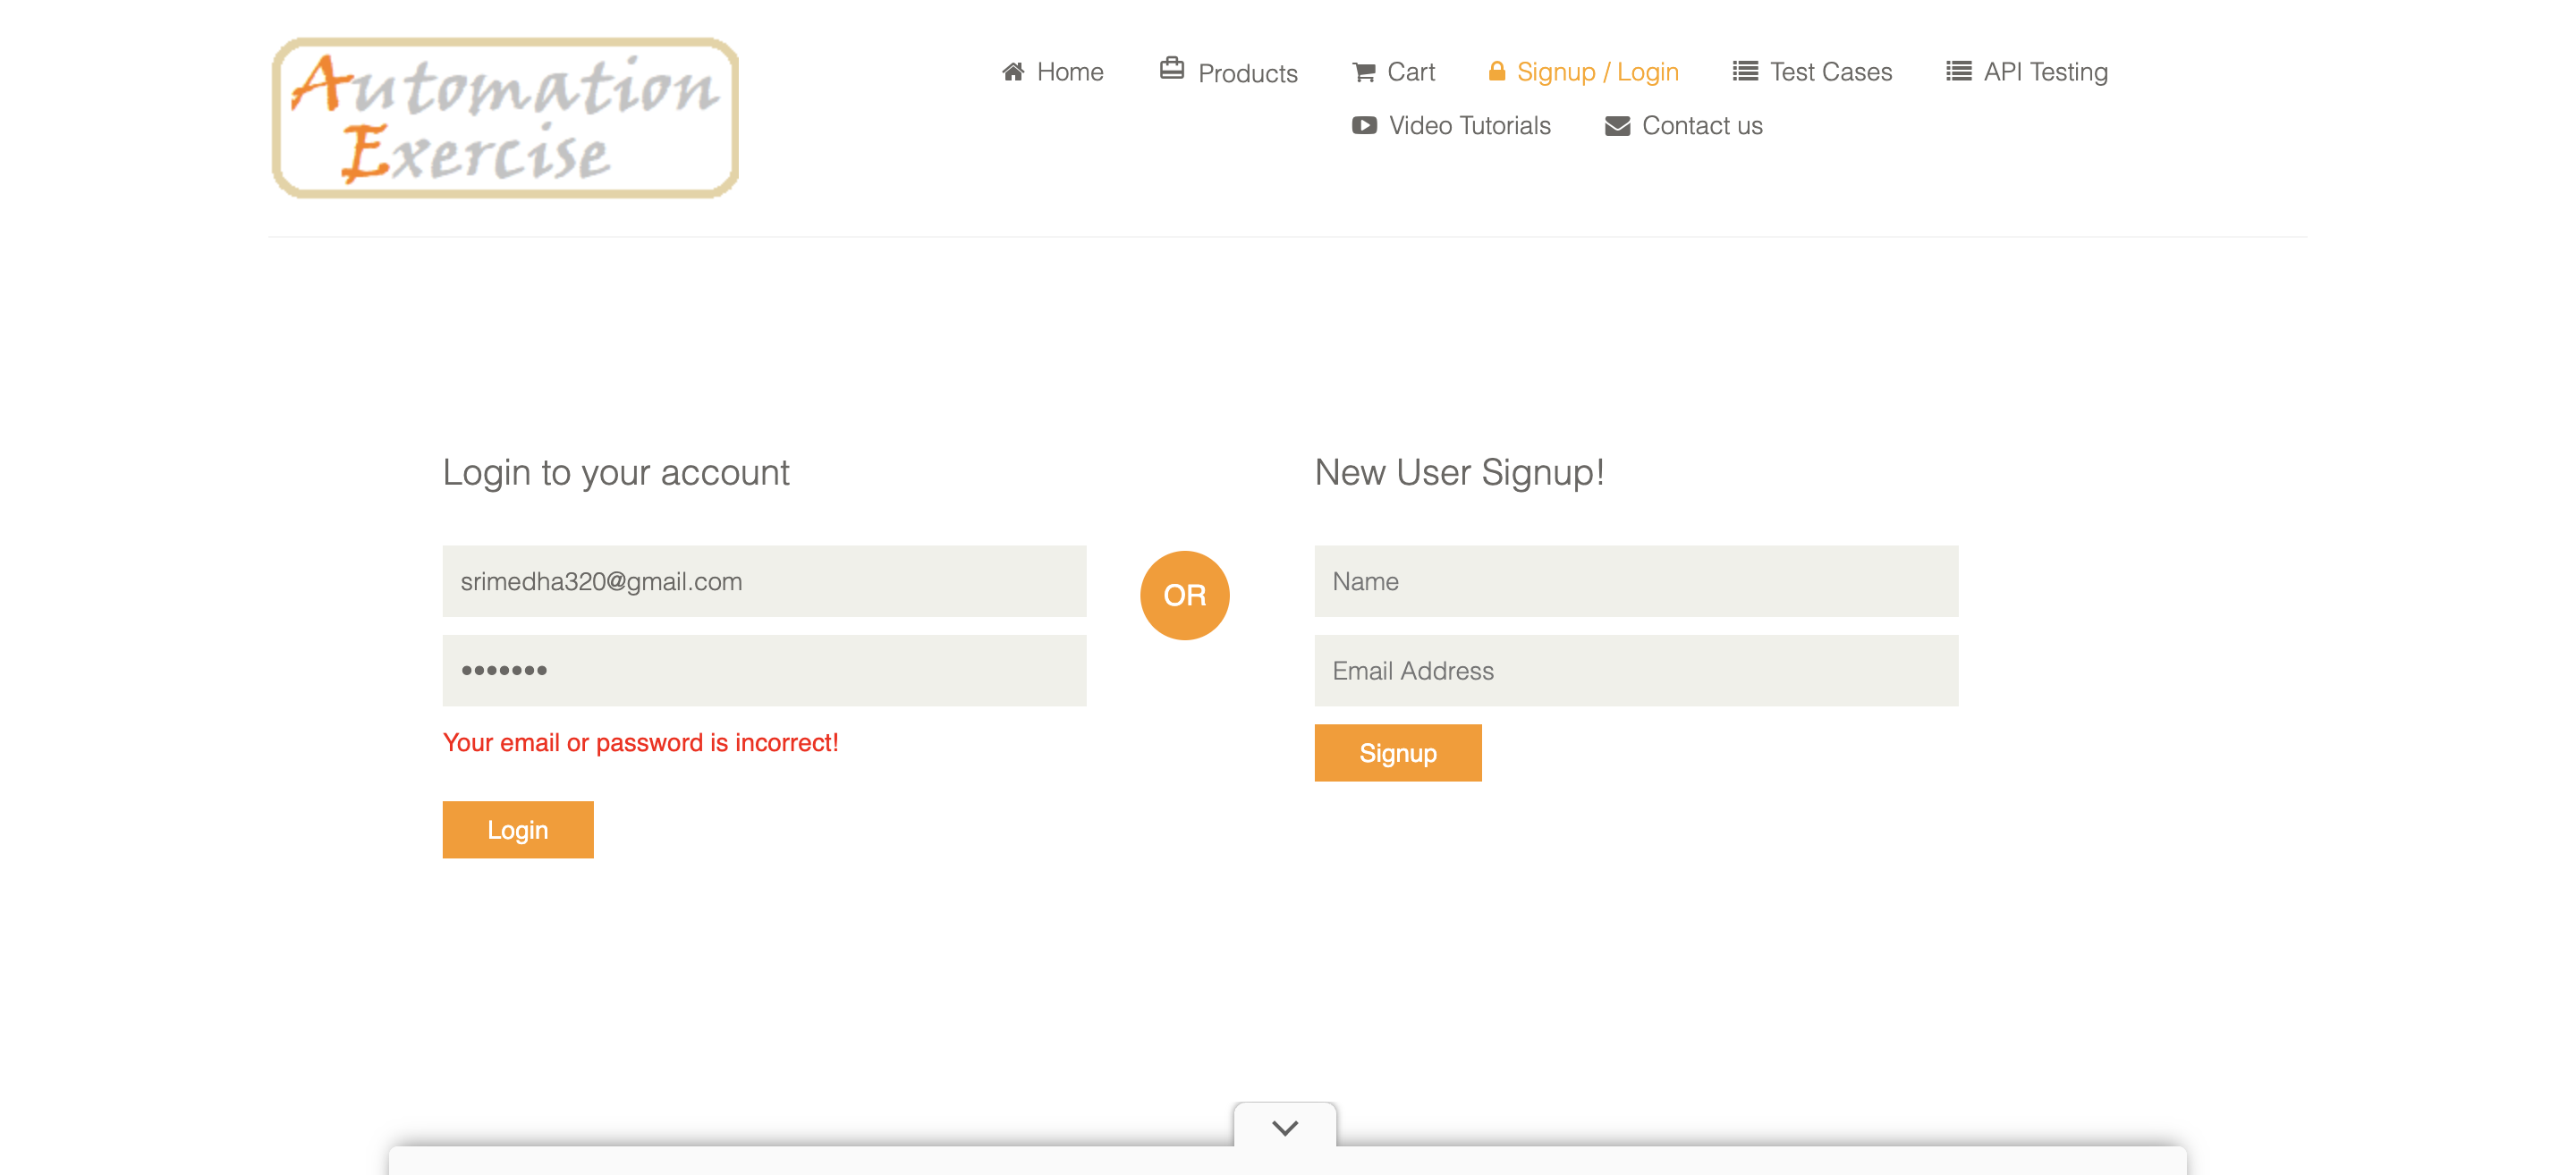 Automation
Exercise
Home Products Cart Signup / Login Test Cases API Testing
Video Tutorials Contact us
Login to your account
srimedha320@gmail.com
•••••••
Your email or password is incorrect!
Login
OR
New User Signup!
Name
Email Address
Signup